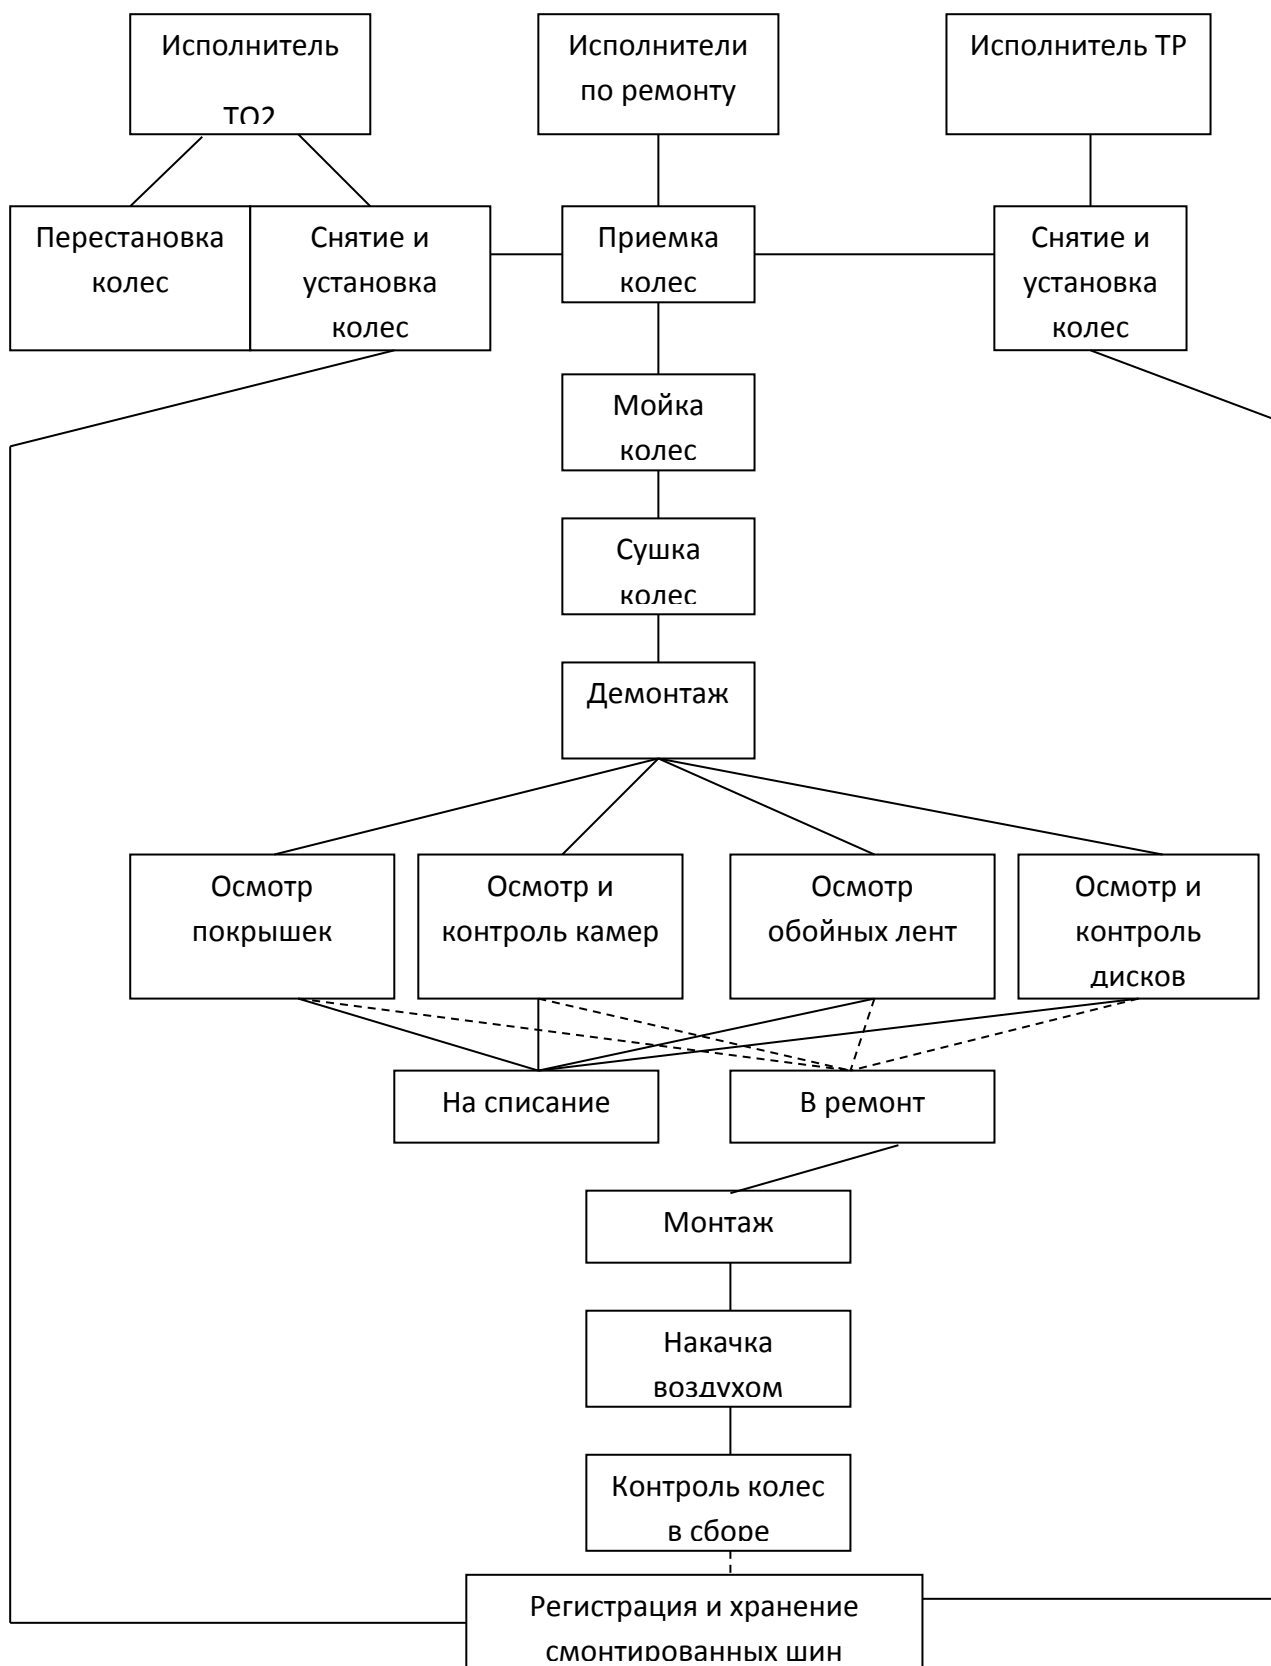 Исполнитель
ТО2
Исполнители
по ремонту
Исполнитель ТР
Перестановка
колес
Снятие и
установка
колес
Приемка
колес
Снятие и
установка
колес
Мойка
колес
Сушка
колес
Демонтаж
Осмотр
покрышек
Осмотр и
контроль камер
Осмотр
обойных лент
Осмотр и
контроль
дисков
На списание
В ремонт
Монтаж
Накачка
воздухом
Контроль колес
в сборе
Регистрация и хранение
смонтированных шин